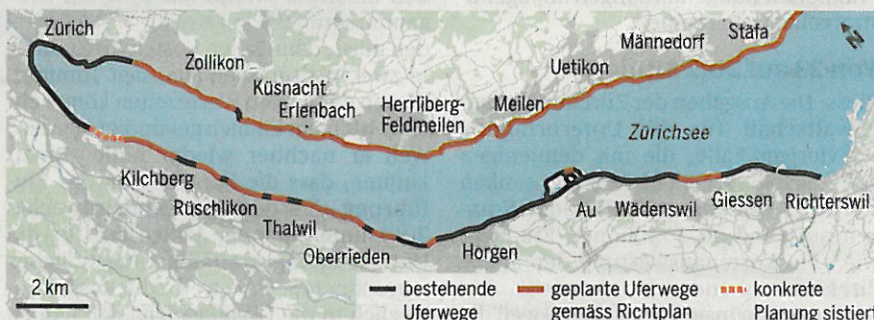 Zürich
Zollikon
Küsnacht
Erlenbach
Herrliberg-
Feldmeilen
Meilen
Uetikon
Männedorf
Stäfa
N
Zürichsee
Kilchberg
Rüschlikon
Thalwil
Oberrieden
Horgen
Au
Wädenswil
Giessen
Richterswil
2 km
bestehende
Uferwege
geplante Uferwege
gemäss Richtplan
konkrete
Planung sistiert